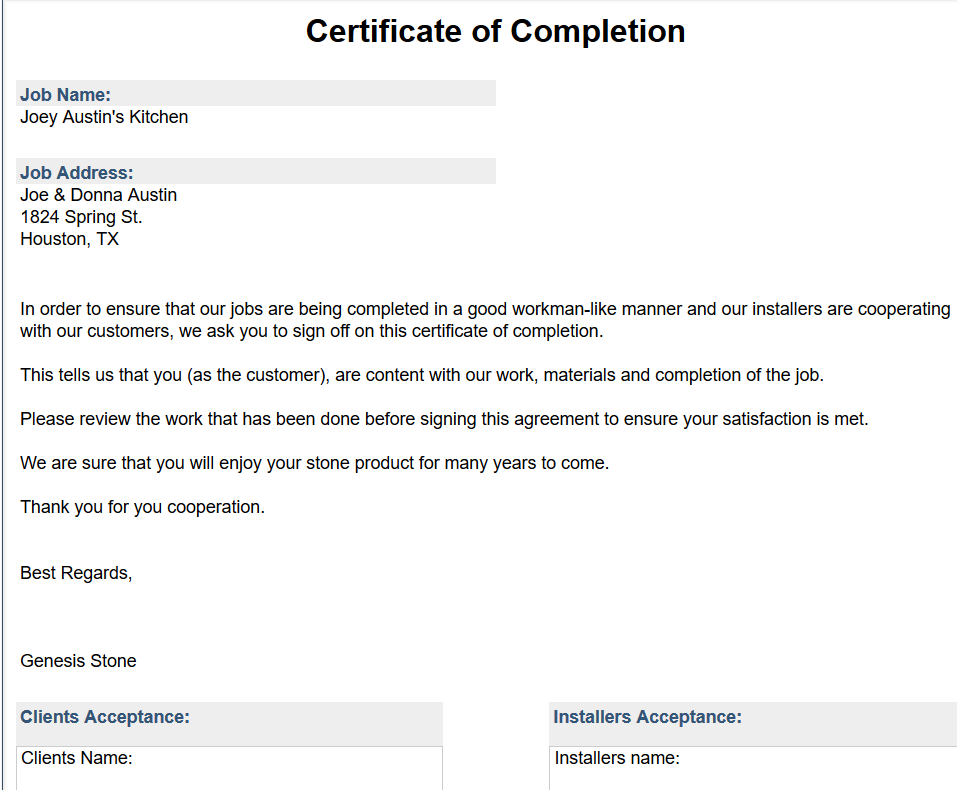 Certificate of Completion
Job Name:
Joey Austin's Kitchen
Job Address:
Joe & Donna Austin
1824 Spring St.
Houston, TX
In order to ensure that our jobs are being completed in a good workman-like manner and our installers are cooperating
with our customers, we ask you to sign off on this certificate of completion.
This tells us that you (as the customer), are content with our work, materials and completion of the job.
Please review the work that has been done before signing this agreement to ensure your satisfaction is met.
We are sure that you will enjoy your stone product for many years to come.
Thank you for you cooperation.
Best Regards,
Genesis Stone
Clients Acceptance:
Clients Name:
Installers Acceptance:
Installers name: